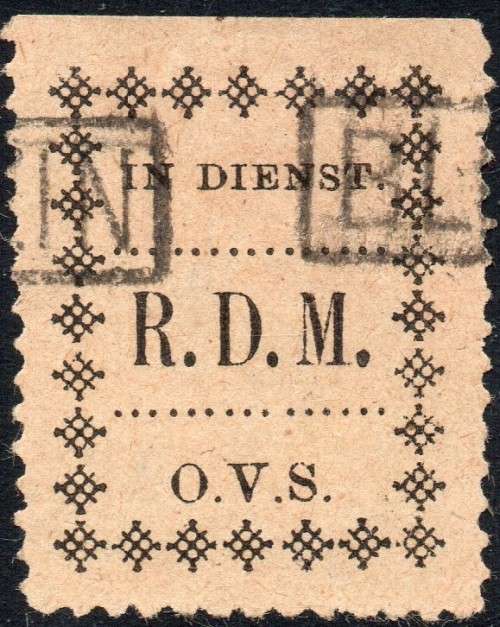 IN DIENST.
R.D.M.
O.V.S.